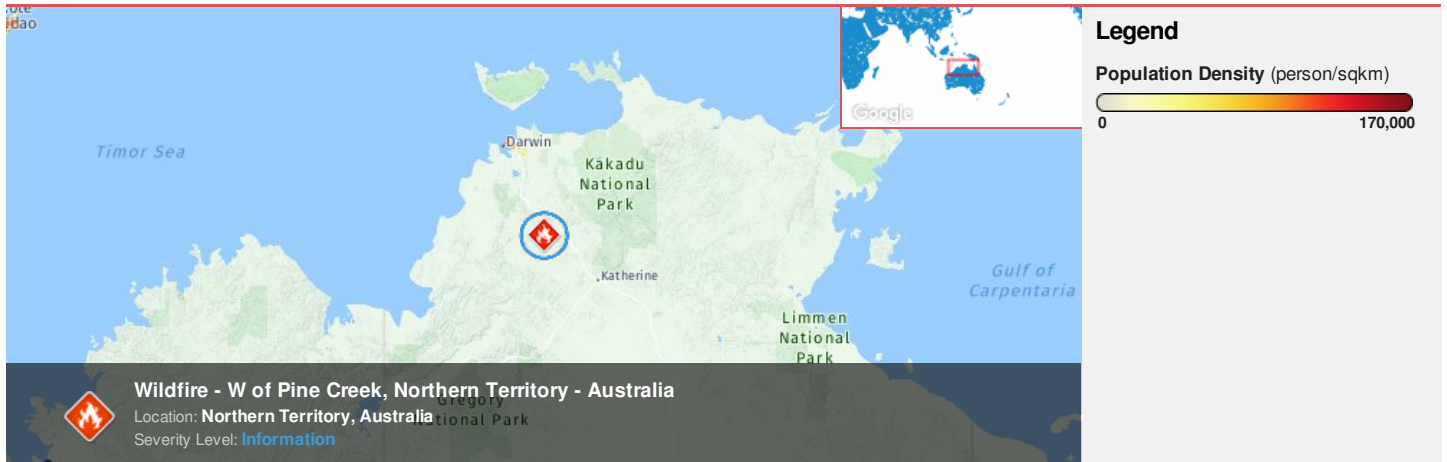 dao
Timor Sea
Darwin
Kakadu
National
Park
Katherine
Gulf of
Carpentaria
Limmen
National
Park
Google
Wildfire - W of Pine Creek, Northern Territory - Australia
Location: Northern Territory, Australia
Severity Level: Information
Gregory
National Park
Legend
Population Density (person/sqkm)
0 170,000